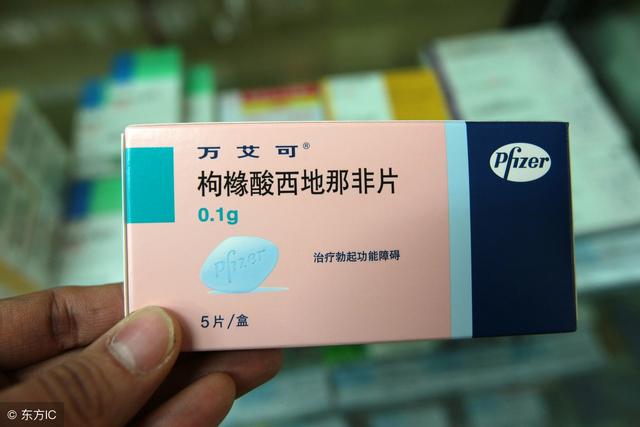 万艾可®
枸橼酸西地那非片
0.1g
Pfizer
Pfizer
治疗勃起功能障碍
5片/盒
© 东方IC